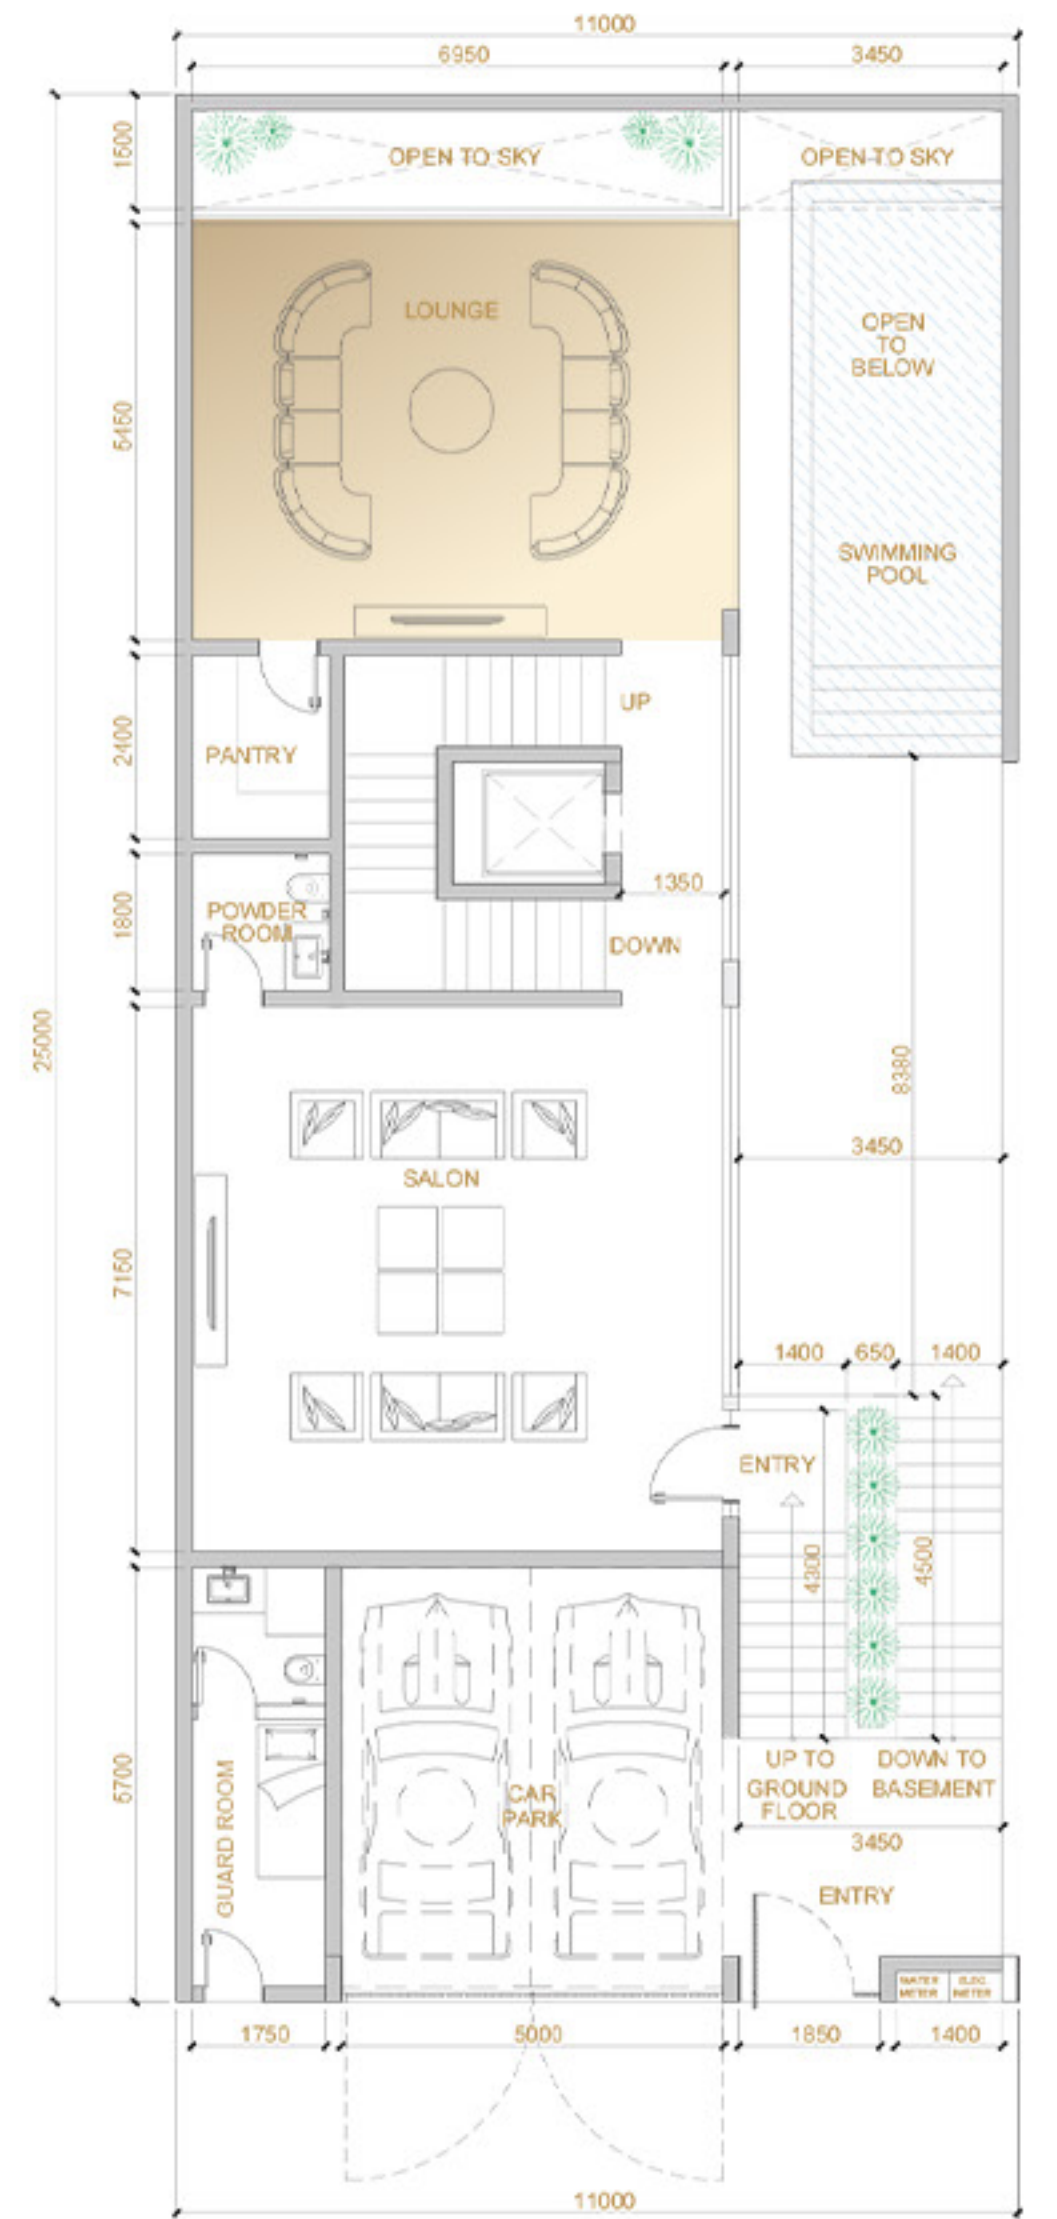 11000
6950
3450
1500
OPEN TO SKY
OPEN TO SKY
LOUNGE
OPEN
TO
BELOW
5450
SWIMMING
POOL
UP
2400
PANTRY
1350
1800
POWDER
ROOM
DOWN
25000
8380
3450
SALON
7150
1400
650
1400
ENTRY
4300
4500
UP TO
GROUND
FLOOR
DOWN TO
BASEMENT
5700
GUARD ROOM
CAR
PARK
3450
ENTRY
WATER
METER
ELEC.
METER
1750
5000
1850
1400
11000